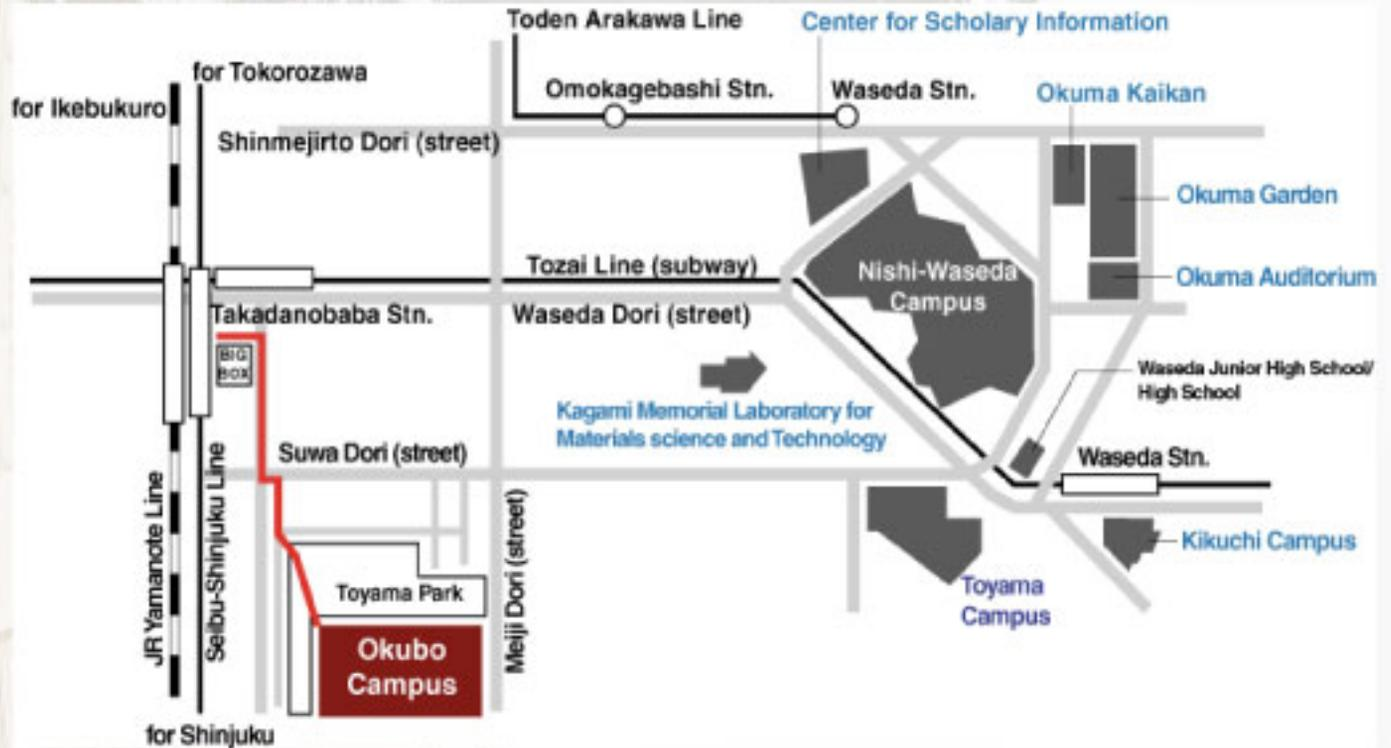 Toden Arakawa Line
Center for Scholary Information
for Tokorozawa
for Ikebukuro
Omokagebashi Stn.
Waseda Stn.
Okuma Kaikan
Shinmejirto Dori (street)
Okuma Garden
Tozai Line (subway)
Nishi-Waseda
Campus
Okuma Auditorium
Takadanobaba Stn.
Waseda Dori (street)
BIG
BOX
Waseda Junior High School/
High School
Kagami Memorial Laboratory for
Materials science and Technology
Suwa Dori (street)
Waseda Stn.
JR Yamanote Line
Seibu-Shinjuku Line
Meiji Dori (street)
Kikuchi Campus
Toyama Park
Toyama
Campus
Okubo
Campus
for Shinjuku